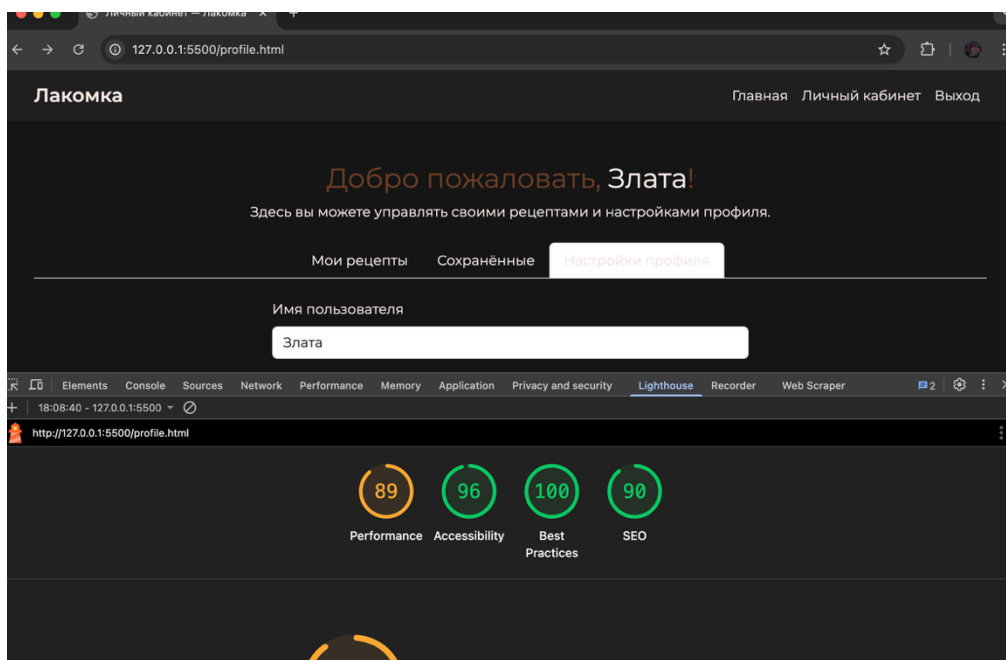 Личный кабинет — Лакомка
127.0.0.1:5500/profile.html
Лакомка
Главная Личный кабинет Выход
Добро пожаловать, Злата!
Здесь вы можете управлять своими рецептами и настройками профиля.
Мои рецепты Сохранённые Настройки профиля
Имя пользователя
Злата
Elements Console Sources Network Performance Memory Application Privacy and security Lighthouse Recorder Web Scraper 2
18:08:40 - 127.0.0.1:5500
http://127.0.0.1:5500/profile.html
89 96 100 90
Performance Accessibility Best Practices SEO